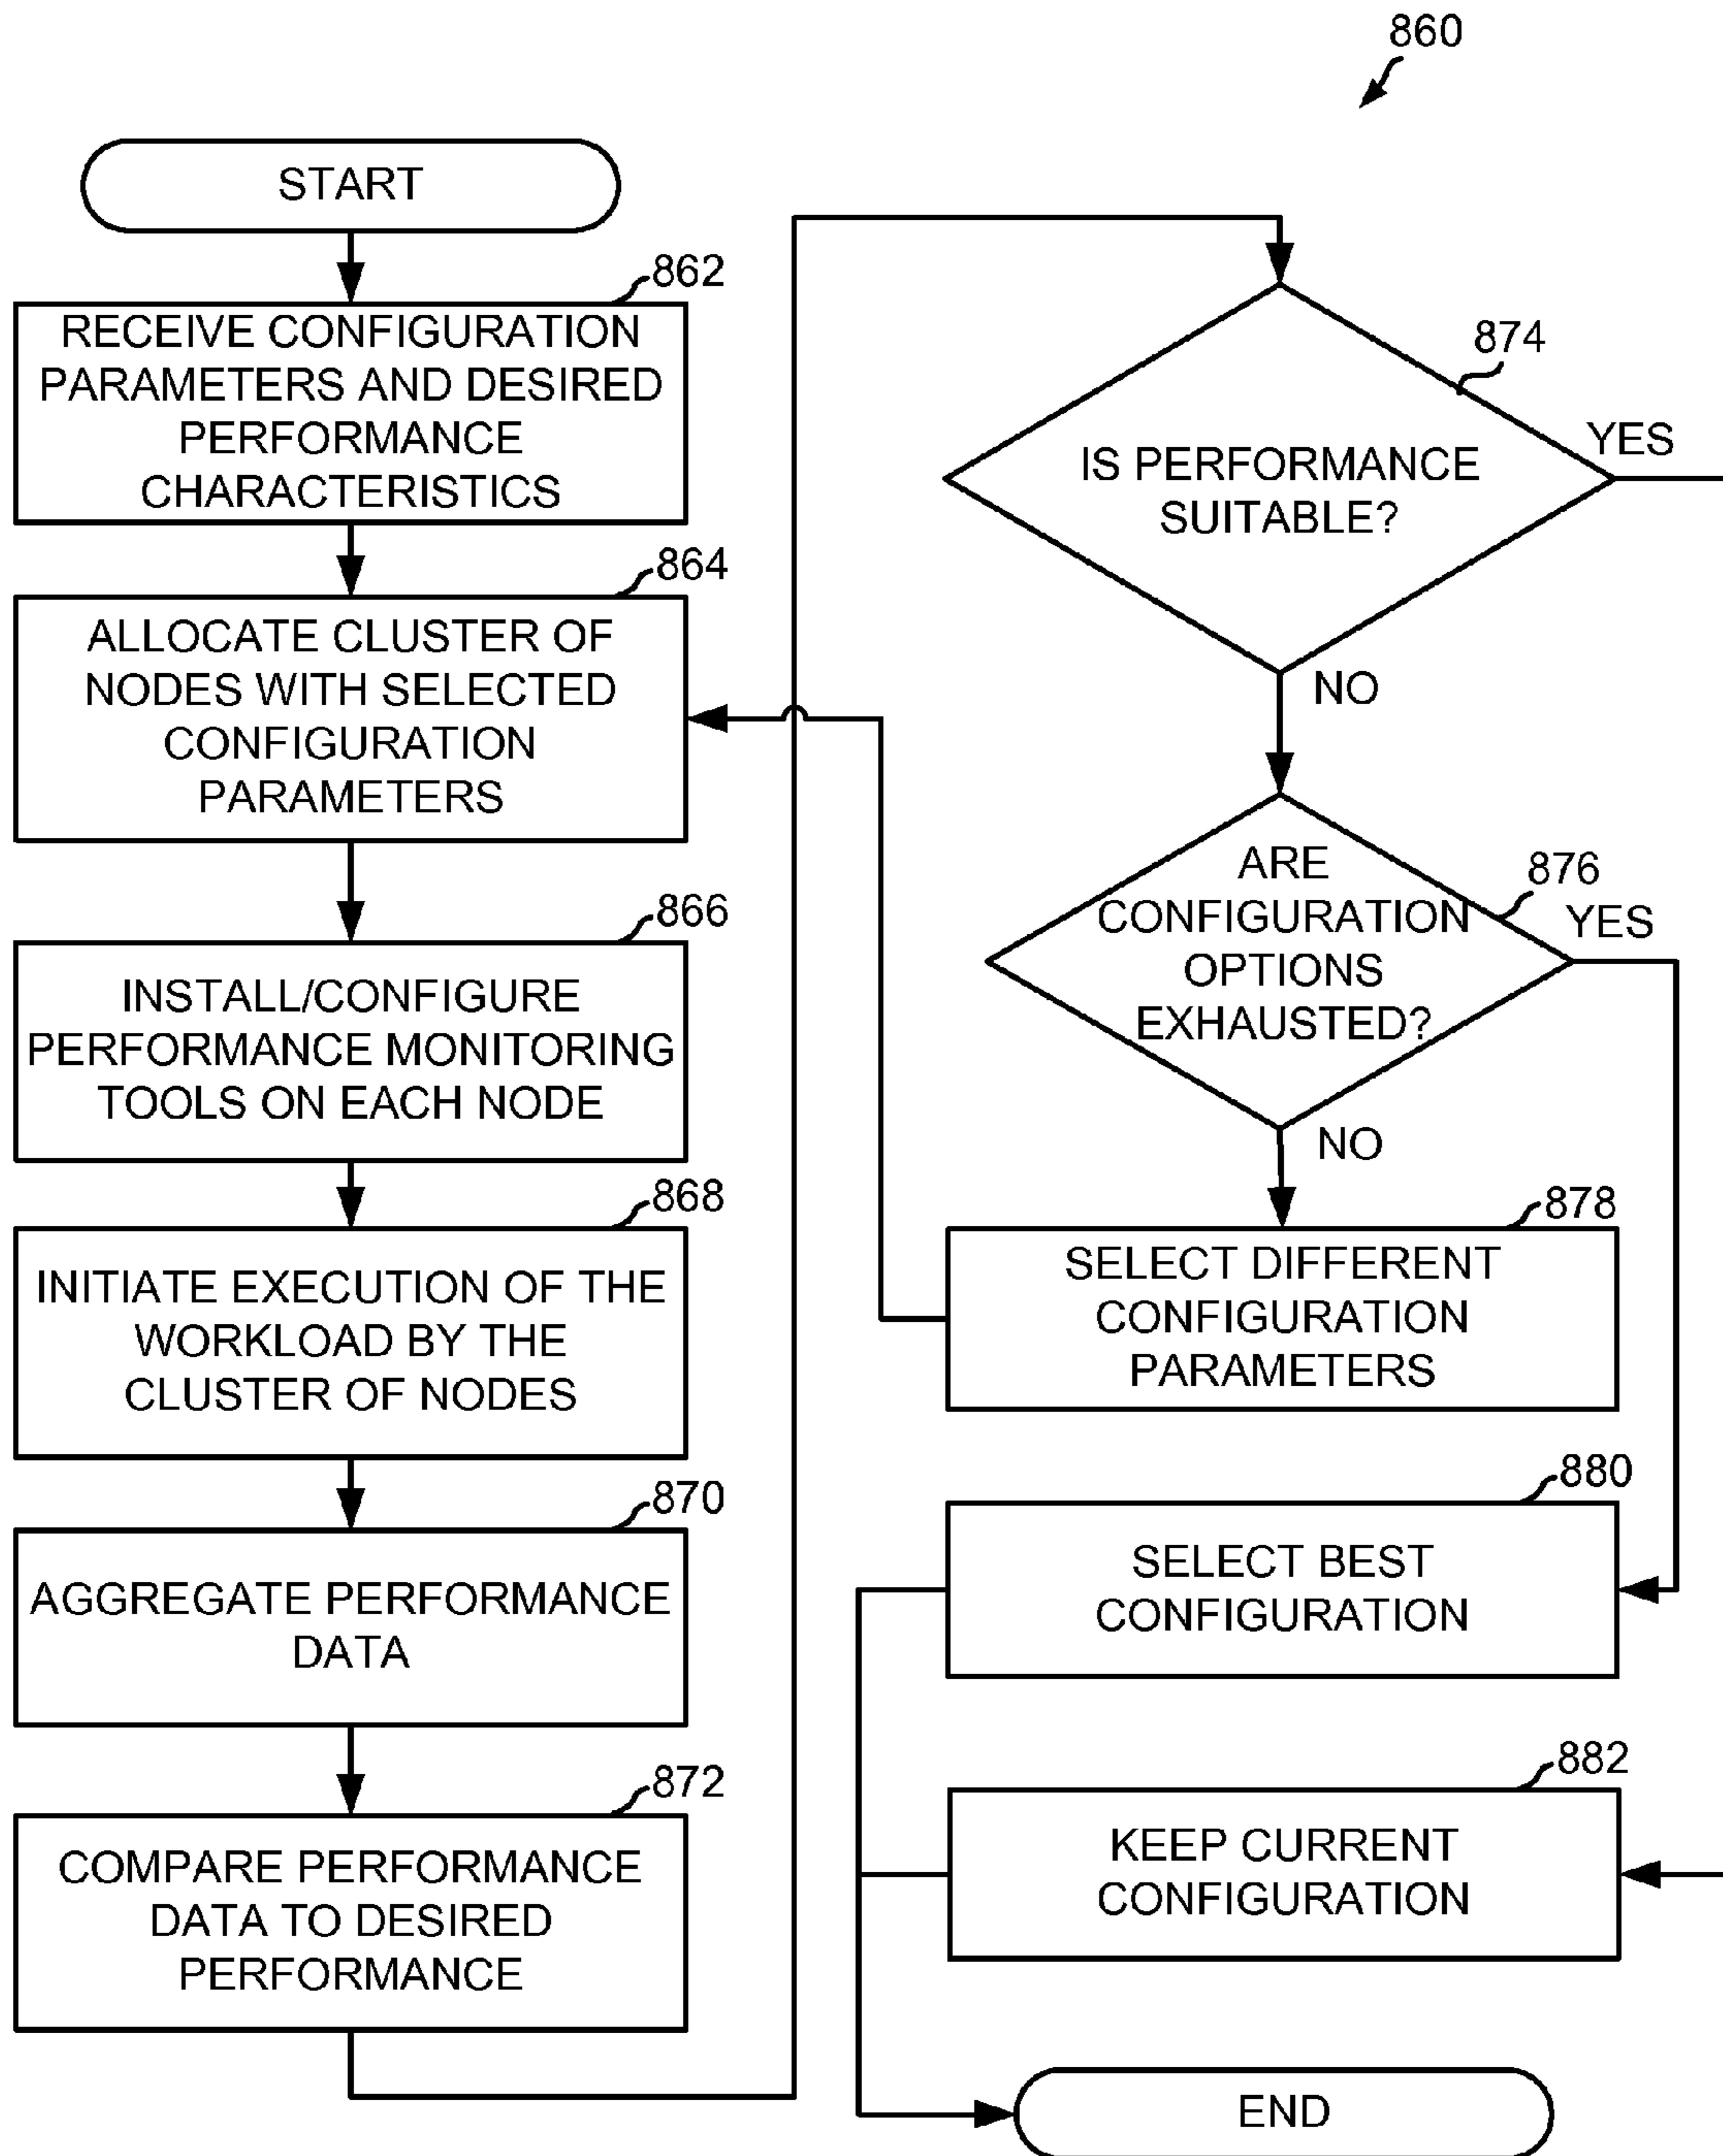 860
START
862
RECEIVE CONFIGURATION
PARAMETERS AND DESIRED
PERFORMANCE
CHARACTERISTICS
864
ALLOCATE CLUSTER OF
NODES WITH SELECTED
CONFIGURATION
PARAMETERS
866
INSTALL/CONFIGURE
PERFORMANCE MONITORING
TOOLS ON EACH NODE
868
INITIATE EXECUTION OF THE
WORKLOAD BY THE
CLUSTER OF NODES
870
AGGREGATE PERFORMANCE
DATA
872
COMPARE PERFORMANCE
DATA TO DESIRED
PERFORMANCE
874
IS PERFORMANCE
SUITABLE?
YES
NO
876
ARE
CONFIGURATION
OPTIONS
EXHAUSTED?
YES
NO
878
SELECT DIFFERENT
CONFIGURATION
PARAMETERS
880
SELECT BEST
CONFIGURATION
882
KEEP CURRENT
CONFIGURATION
END